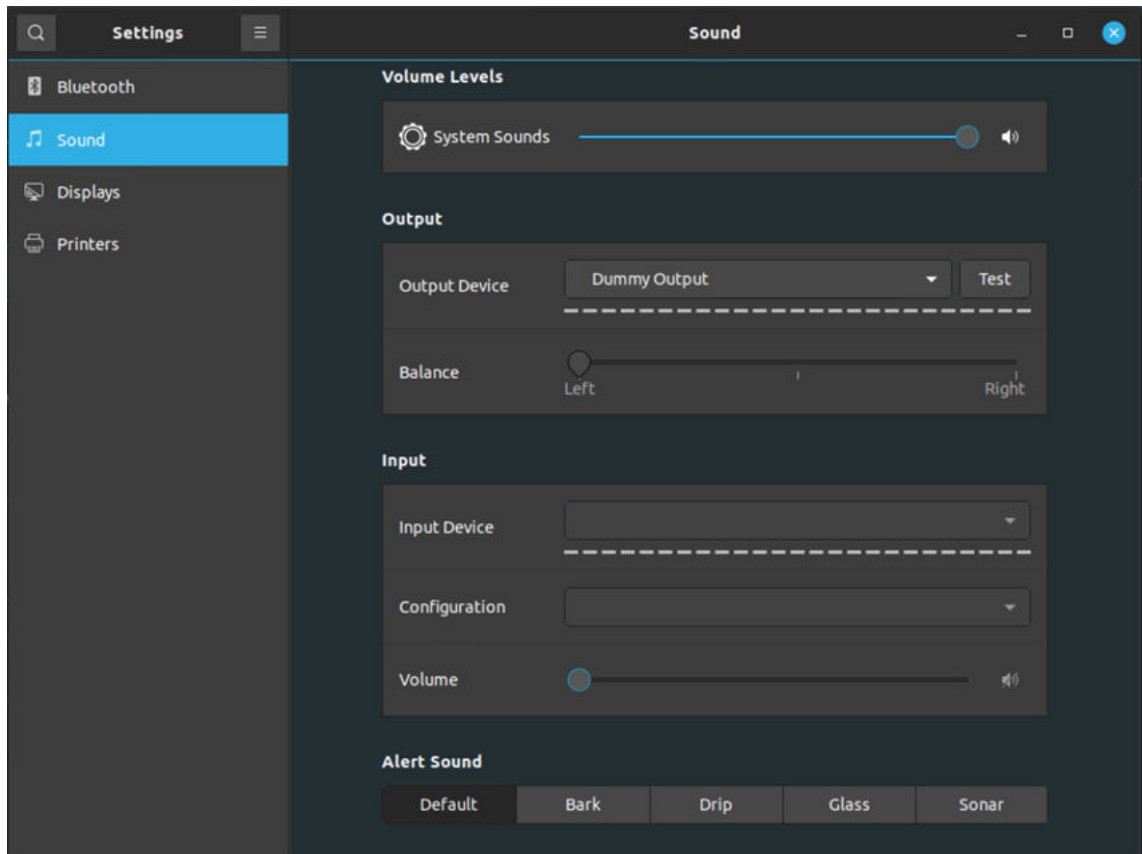 Settings
Sound
Bluetooth
Sound
Displays
Printers
Volume Levels
System Sounds
Output
Output Device
Dummy Output
Test
Balance
Left
Right
Input
Input Device
Configuration
Volume
Alert Sound
Default
Bark
Drip
Glass
Sonar